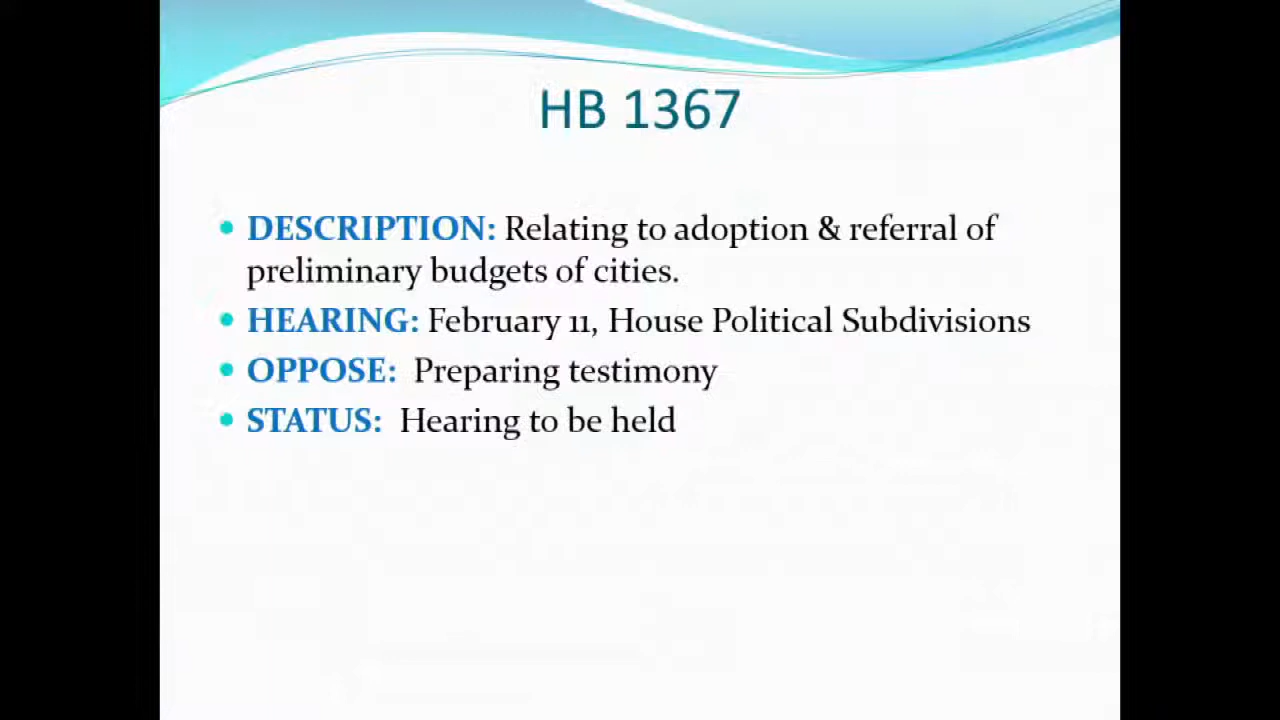 HB 1367
• DESCRIPTION: Relating to adoption & referral of
preliminary budgets of cities.
• HEARING: February 11, House Political Subdivisions
• OPPOSE: Preparing testimony
• STATUS: Hearing to be held